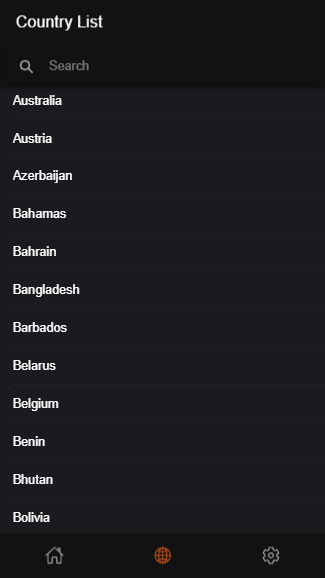 Country List
Search
Australia
Austria
Azerbaijan
Bahamas
Bahrain
Bangladesh
Barbados
Belarus
Belgium
Benin
Bhutan
Bolivia